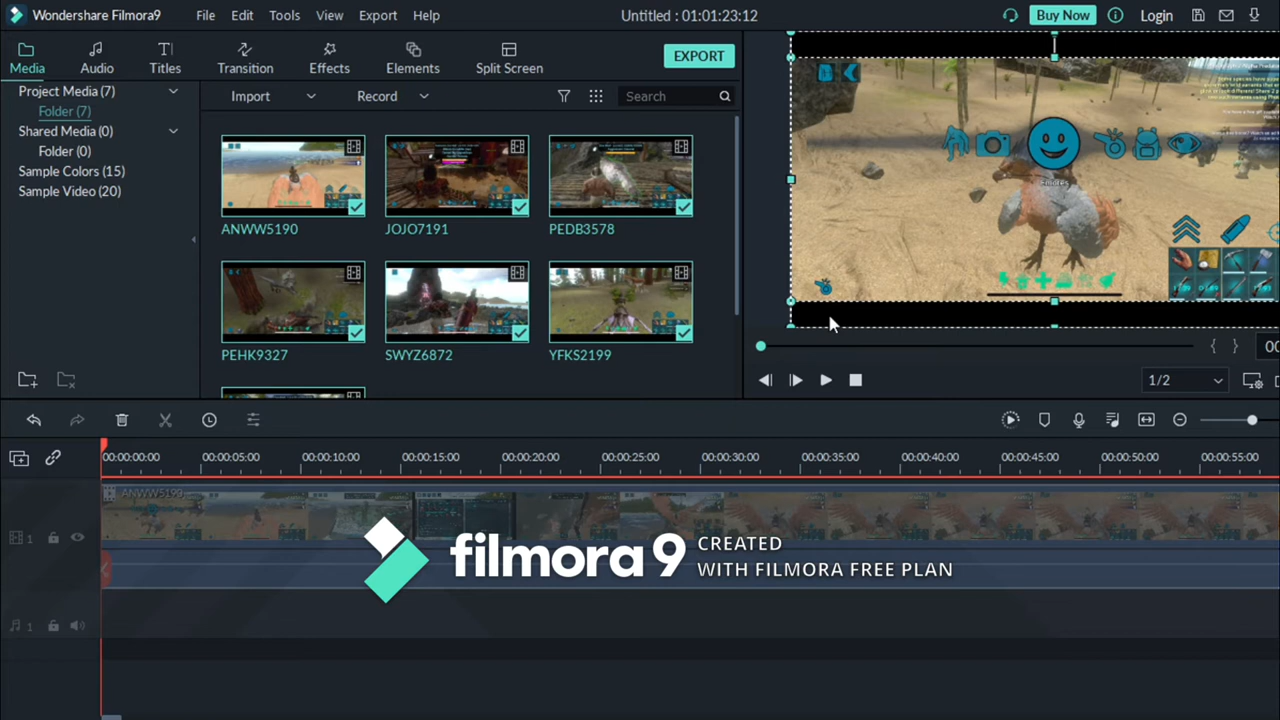 Wondershare Filmora9 File Edit Tools View Export Help Untitled : 01:01:23:12 Buy Now Login
Media Audio Titles Transition Effects Elements Split Screen EXPORT
Project Media (7)
Folder (7)
Shared Media (0)
Folder (0)
Sample Colors (15)
Sample Video (20)
Import Record Search
ANWW5190 JOJO7191 PEDB3578
PEHK9327 SWYZ6872 YFKS2199
Emotes
1/2
00:00:00:00 00:00:05:00 00:00:10:00 00:00:15:00 00:00:20:00 00:00:25:00 00:00:30:00 00:00:35:00 00:00:40:00 00:00:45:00 00:00:50:00 00:00:55:00
ANWW5190
1
1
filmora9 CREATED
WITH FILMORA FREE PLAN